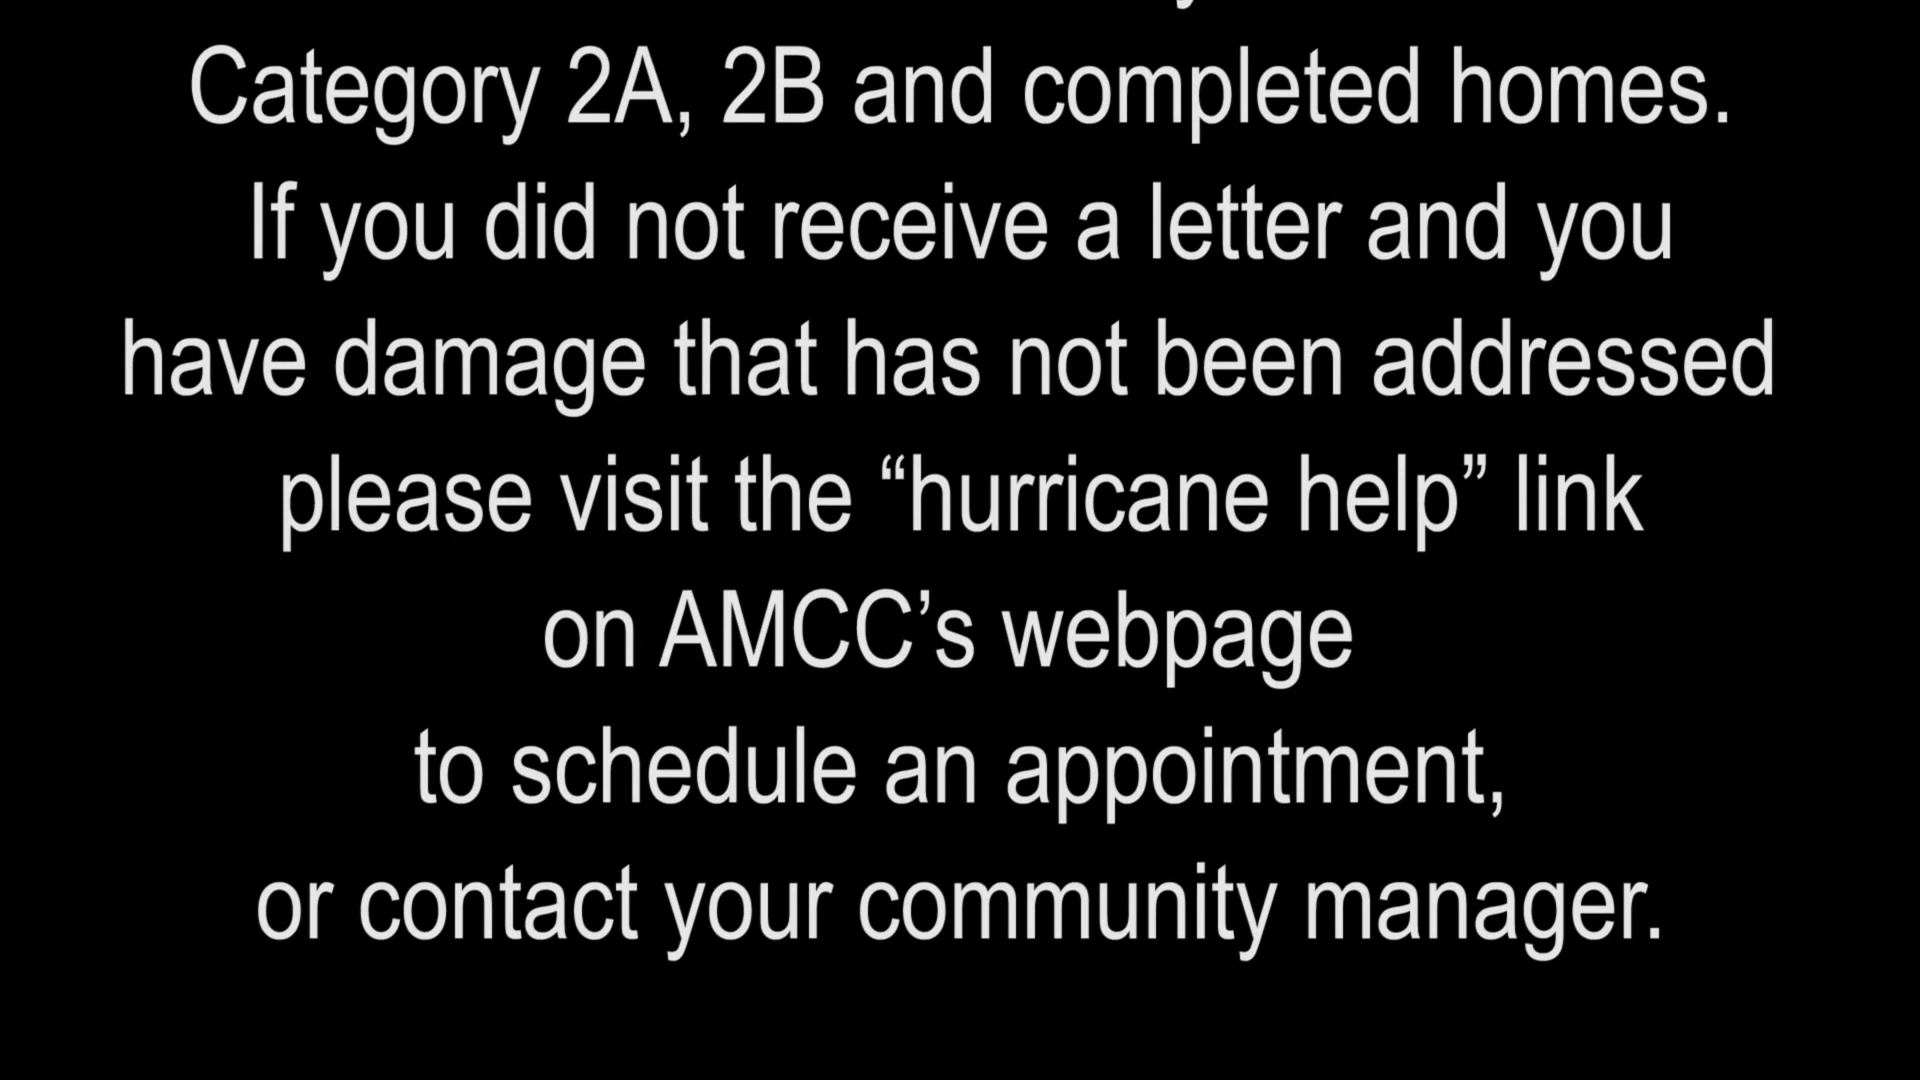 Category 2A, 2B and completed homes.
If you did not receive a letter and you
have damage that has not been addressed
please visit the “hurricane help” link
on AMCC’s webpage
to schedule an appointment,
or contact your community manager.